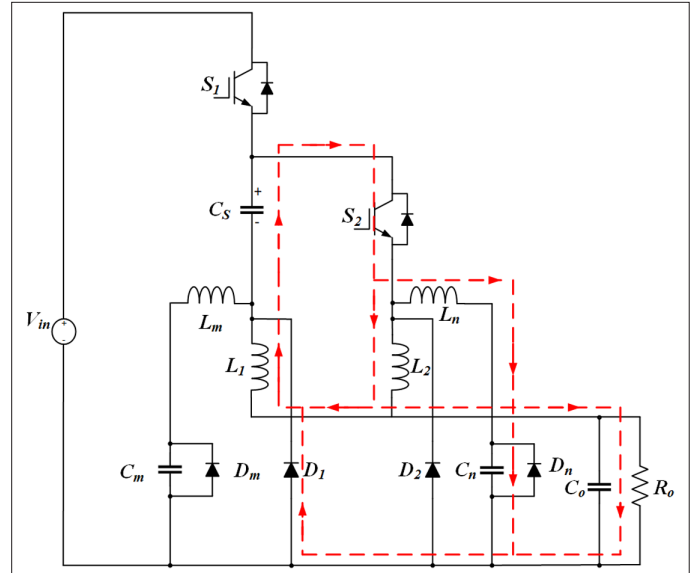 S1
+
CS
-
S2
Vin
+
-
Lm
Ln
L1
L2
Cm
Dm
D1
D2
Cn
Dn
Co
Ro